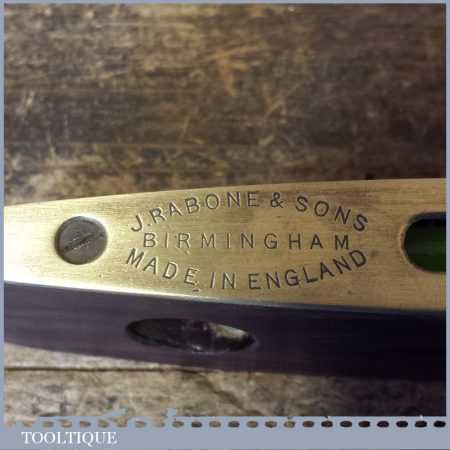 J. RABONE & SONS
BIRMINGHAM
MADE IN ENGLAND
TOOLTIQUE